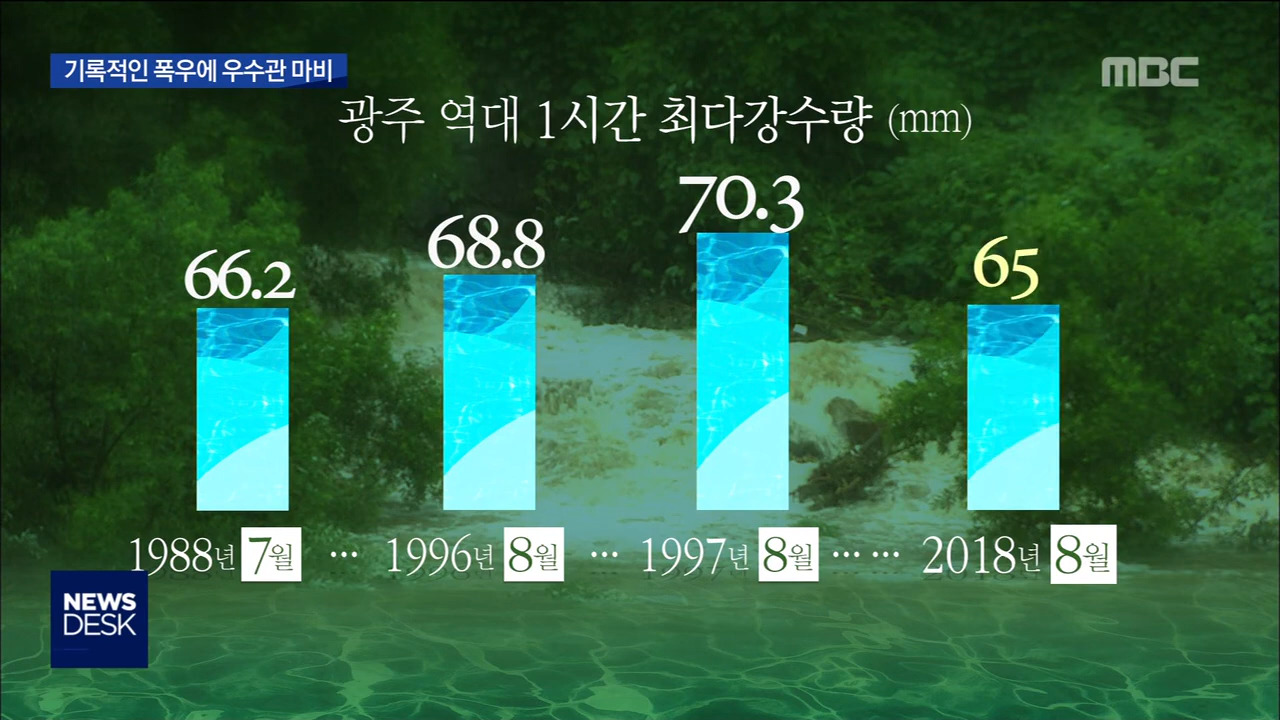 기록적인 폭우에 우수관 마비
MBC
광주 역대 1시간 최다강수량 (mm)
66.2
68.8
70.3
65
1988년 7월 ... 1996년 8월 ... 1997년 8월 ... ... 2018년 8월
NEWS
DESK